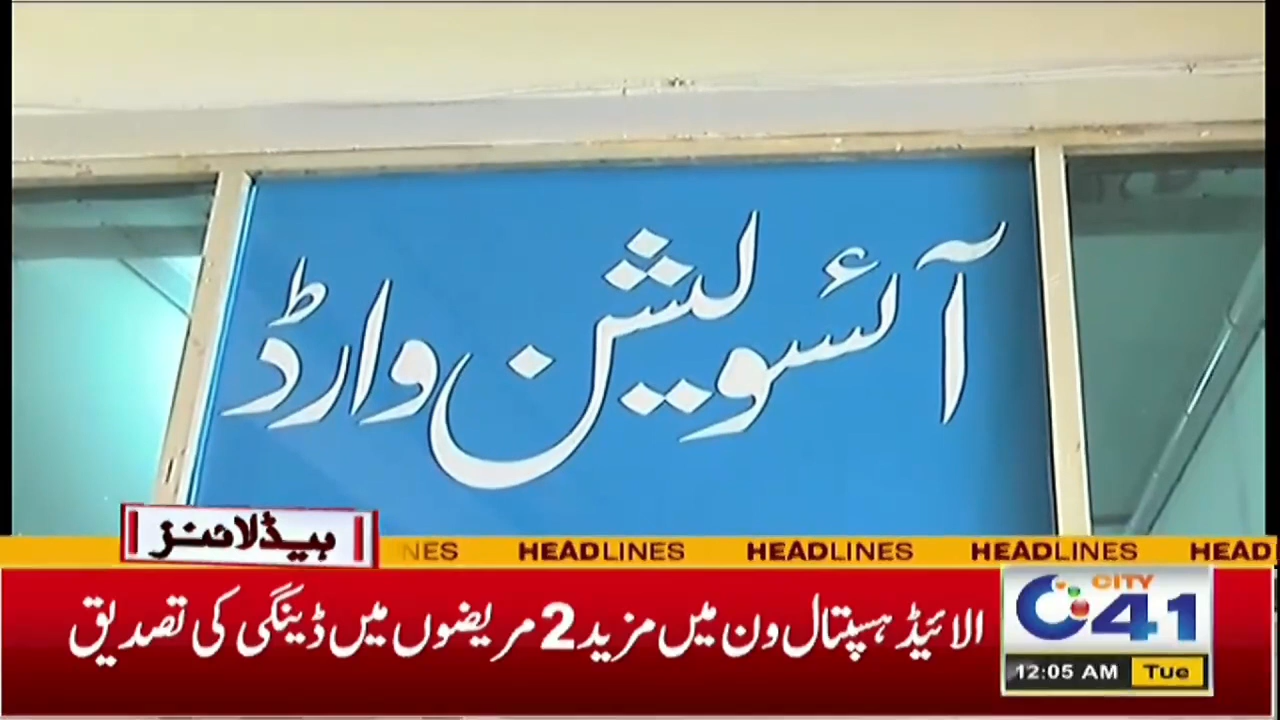 آئسولیشن وارڈ
ہیڈلائنز
NES HEADLINES HEADLINES HEADLINES HEAD
الائیڈ ہسپتال ون میں مزید 2 مریضوں میں ڈینگی کی تصدیق
CITY
41
12:05 AM Tue